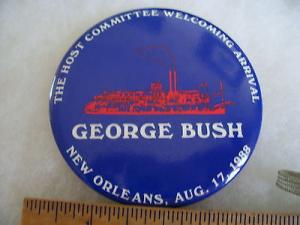 THE HOST COMMITTEE WELCOMING ARRIVAL
GEORGE BUSH
NEW ORLEANS, AUG. 17, 1988